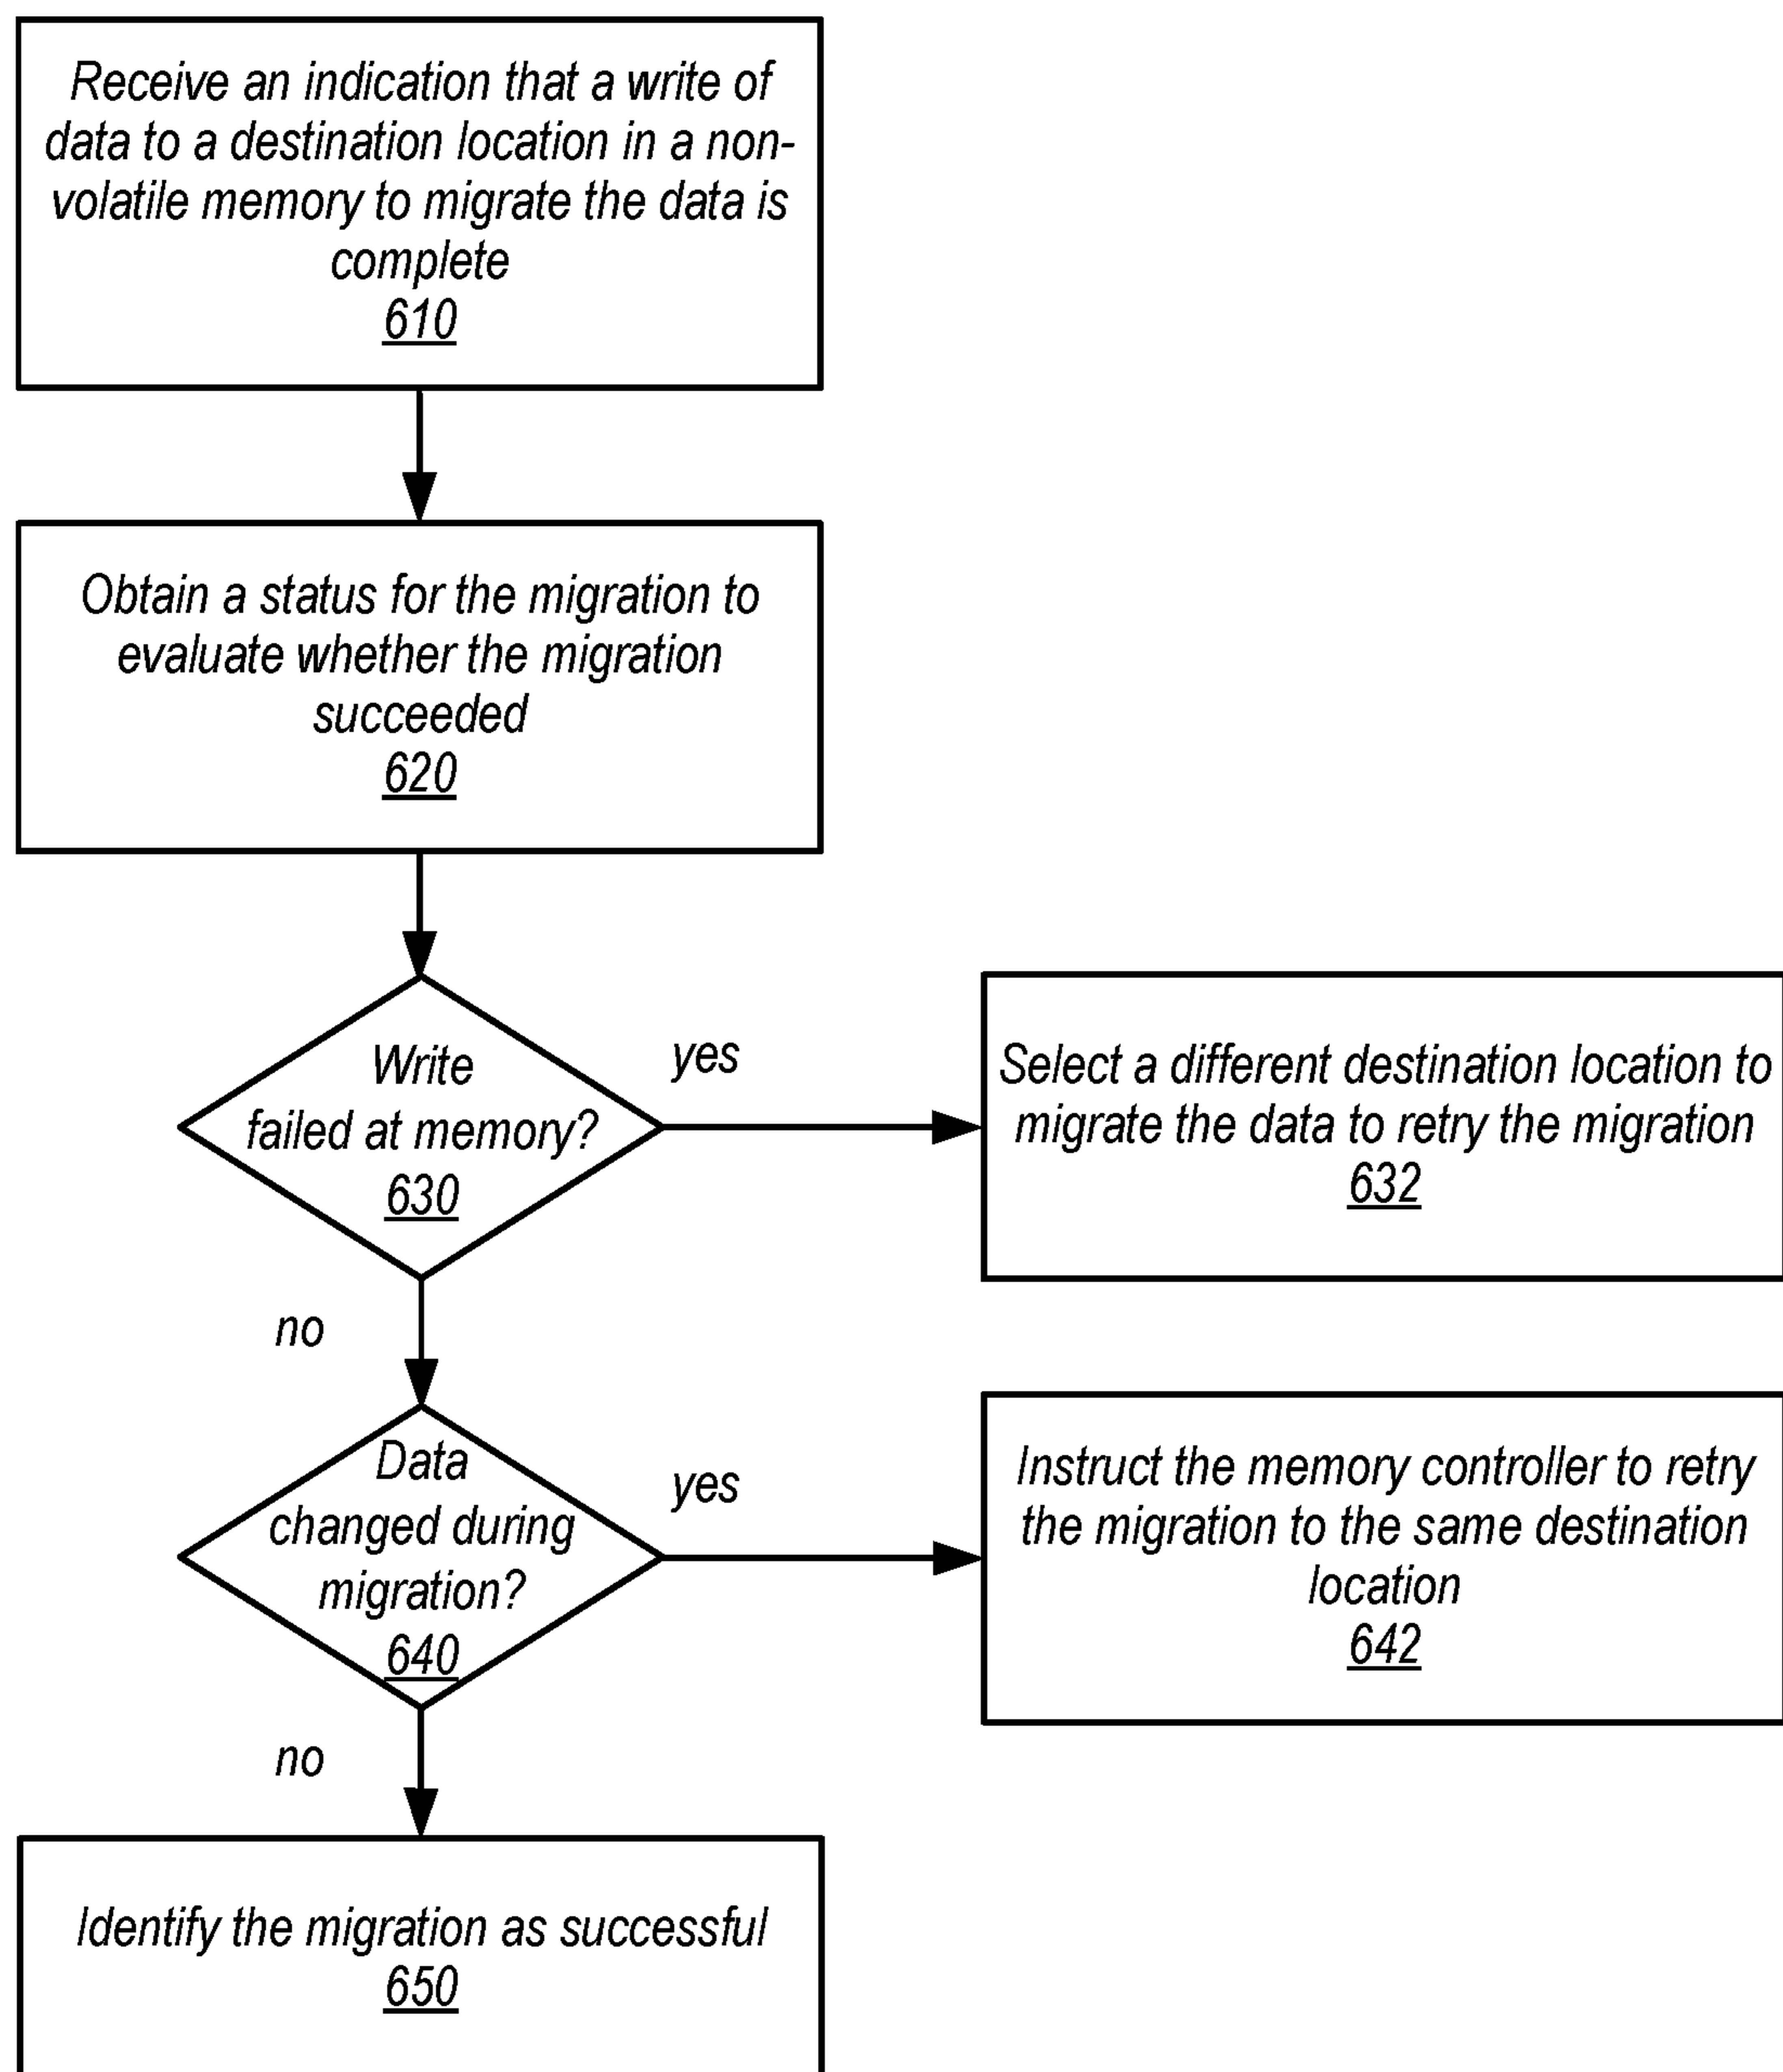 Receive an indication that a write of
data to a destination location in a non-
volatile memory to migrate the data is
complete
610
Obtain a status for the migration to
evaluate whether the migration
succeeded
620
Write
failed at memory?
630
yes
Select a different destination location to
migrate the data to retry the migration
632
no
Data
changed during
migration?
640
yes
Instruct the memory controller to retry
the migration to the same destination
location
642
no
Identify the migration as successful
650